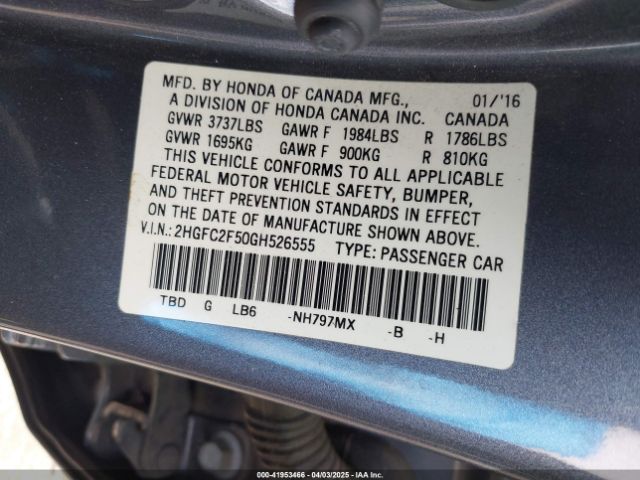 MFD. BY HONDA OF CANADA MFG., 01/'16
A DIVISION OF HONDA CANADA INC. CANADA
GVWR 3737LBS GAWR F 1984LBS R 1786LBS
GVWR 1695KG GAWR F 900KG R 810KG
THIS VEHICLE CONFORMS TO ALL APPLICABLE
FEDERAL MOTOR VEHICLE SAFETY, BUMPER,
AND THEFT PREVENTION STANDARDS IN EFFECT
ON THE DATE OF MANUFACTURE SHOWN ABOVE.
V.I.N.: 2HGFC2F50GH526555 TYPE: PASSENGER CAR
TBD G LB6 -NH797MX -B -H
000-41953466 - 04/03/2025 - IAA Inc.